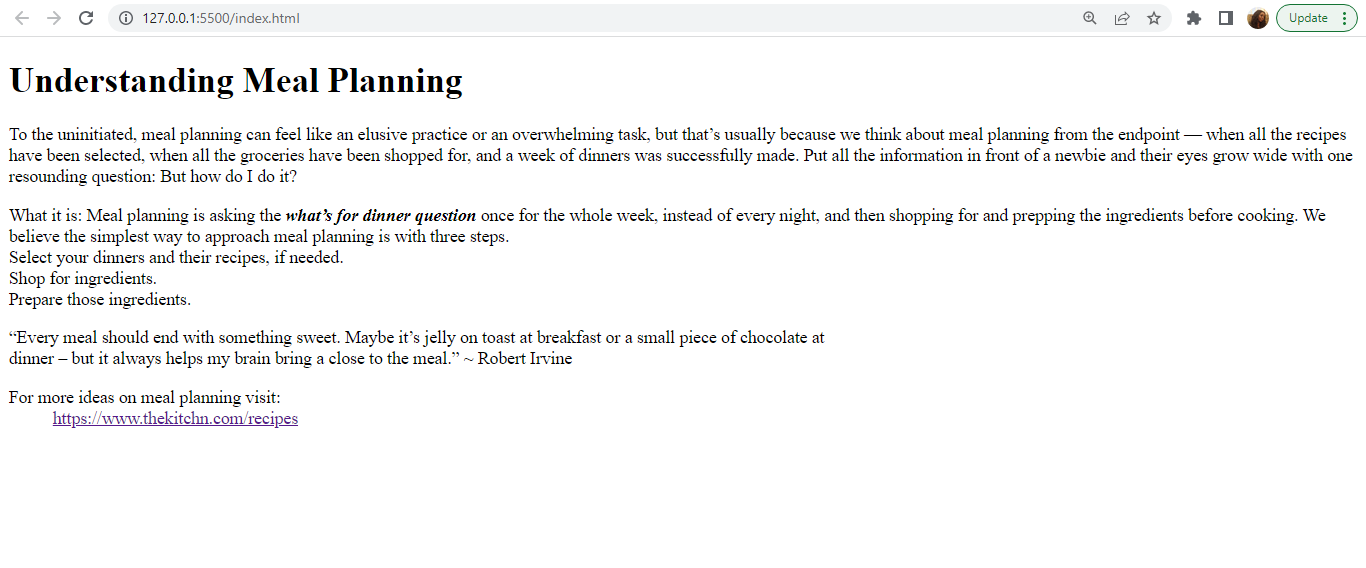 127.0.0.1:5500/index.html
Update
Understanding Meal Planning
To the uninitiated, meal planning can feel like an elusive practice or an overwhelming task, but that’s usually because we think about meal planning from the endpoint — when all the recipes
have been selected, when all the groceries have been shopped for, and a week of dinners was successfully made. Put all the information in front of a newbie and their eyes grow wide with one
resounding question: But how do I do it?
What it is: Meal planning is asking the what’s for dinner question once for the whole week, instead of every night, and then shopping for and prepping the ingredients before cooking. We
believe the simplest way to approach meal planning is with three steps.
Select your dinners and their recipes, if needed.
Shop for ingredients.
Prepare those ingredients.
“Every meal should end with something sweet. Maybe it’s jelly on toast at breakfast or a small piece of chocolate at
dinner – but it always helps my brain bring a close to the meal.” ~ Robert Irvine
For more ideas on meal planning visit:
https://www.thekitchn.com/recipes